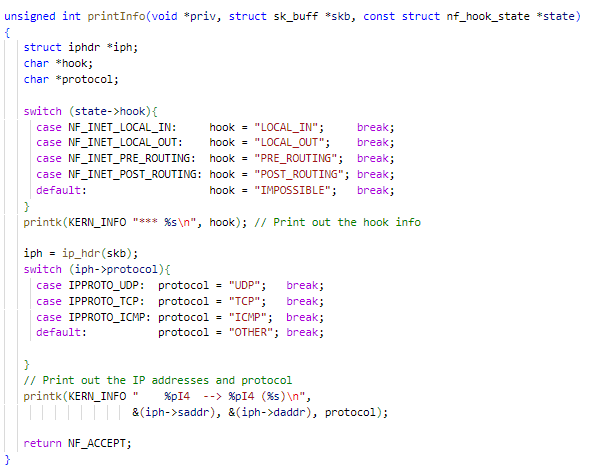 unsigned int printInfo(void *priv, struct sk_buff *skb, const struct nf_hook_state *state)
{
   struct iphdr *iph;
   char *hook;
   char *protocol;

   switch (state->hook){
     case NF_INET_LOCAL_IN:     hook = "LOCAL_IN";     break;
     case NF_INET_LOCAL_OUT:    hook = "LOCAL_OUT";    break;
     case NF_INET_PRE_ROUTING:  hook = "PRE_ROUTING";  break;
     case NF_INET_POST_ROUTING: hook = "POST_ROUTING"; break;
     default:                   hook = "IMPOSSIBLE";   break;
   }
   printk(KERN_INFO "*** %s\n", hook); // Print out the hook info

   iph = ip_hdr(skb);
   switch (iph->protocol){
     case IPPROTO_UDP:  protocol = "UDP";   break;
     case IPPROTO_TCP:  protocol = "TCP";   break;
     case IPPROTO_ICMP: protocol = "ICMP";  break;
     default:           protocol = "OTHER"; break;

   }
   // Print out the IP addresses and protocol
   printk(KERN_INFO "    %pI4  --> %pI4 (%s)\n",
                    &(iph->saddr), &(iph->daddr), protocol);

   return NF_ACCEPT;
}